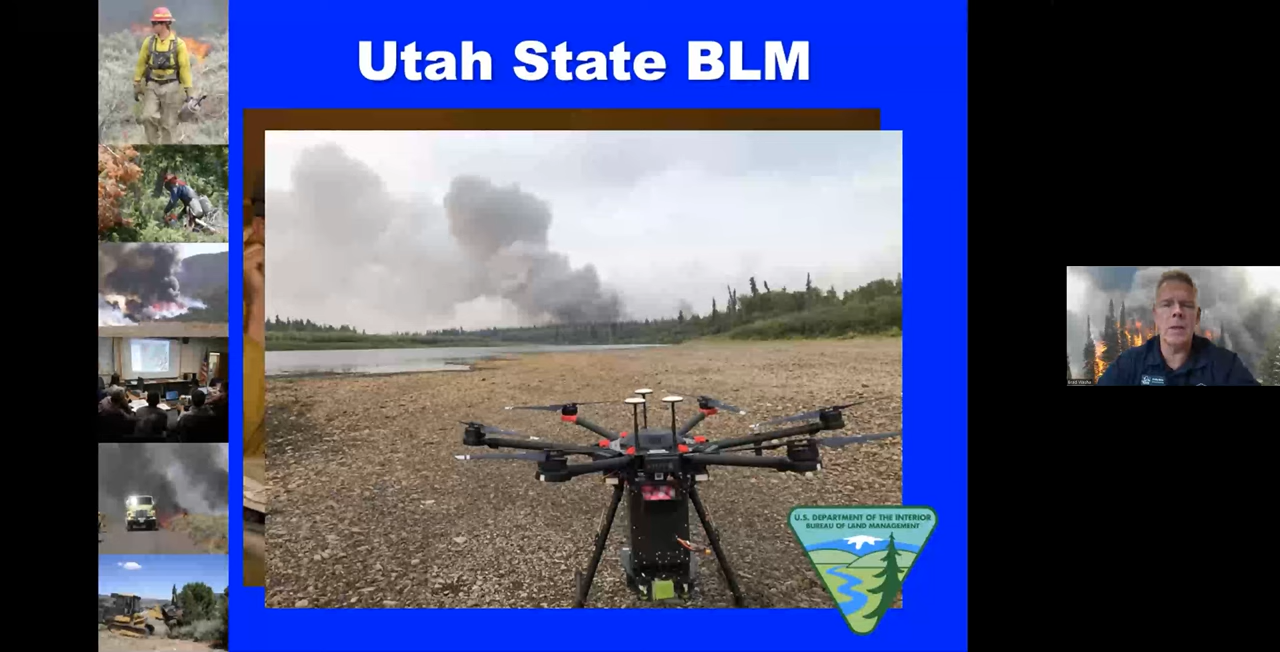 Utah State BLM
U.S. DEPARTMENT OF THE INTERIOR
BUREAU OF LAND MANAGEMENT